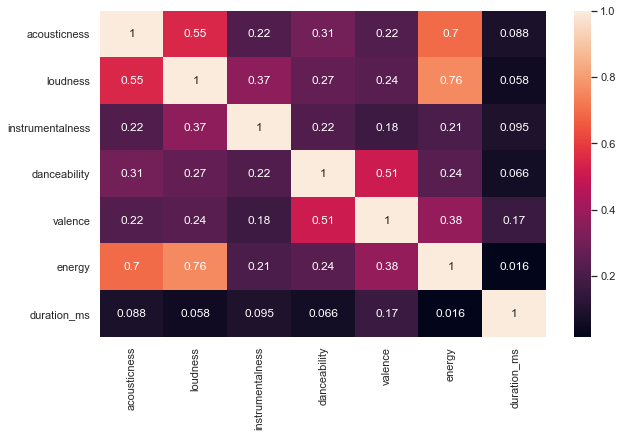 acousticness 1 0.55 0.22 0.31 0.22 0.7 0.088
loudness 0.55 1 0.37 0.27 0.24 0.76 0.058
instrumentalness 0.22 0.37 1 0.22 0.18 0.21 0.095
danceability 0.31 0.27 0.22 1 0.51 0.24 0.066
valence 0.22 0.24 0.18 0.51 1 0.38 0.17
energy 0.7 0.76 0.21 0.24 0.38 1 0.016
duration_ms 0.088 0.058 0.095 0.066 0.17 0.016 1
acousticness loudness instrumentalness danceability valence energy duration_ms
1.0
0.8
0.6
0.4
0.2